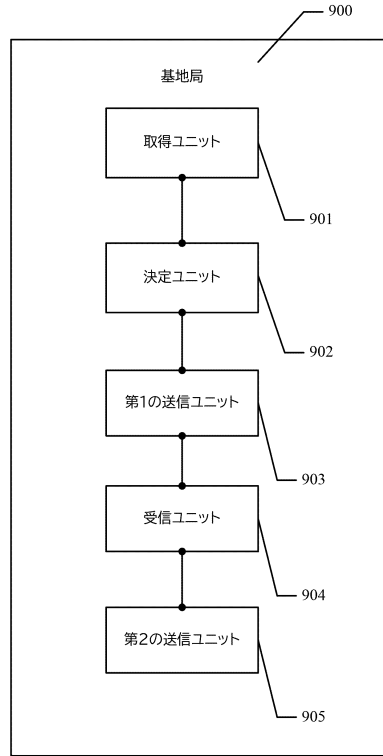 900
基地局
取得ユニット
901
決定ユニット
902
第1の送信ユニット
903
受信ユニット
904
第2の送信ユニット
905